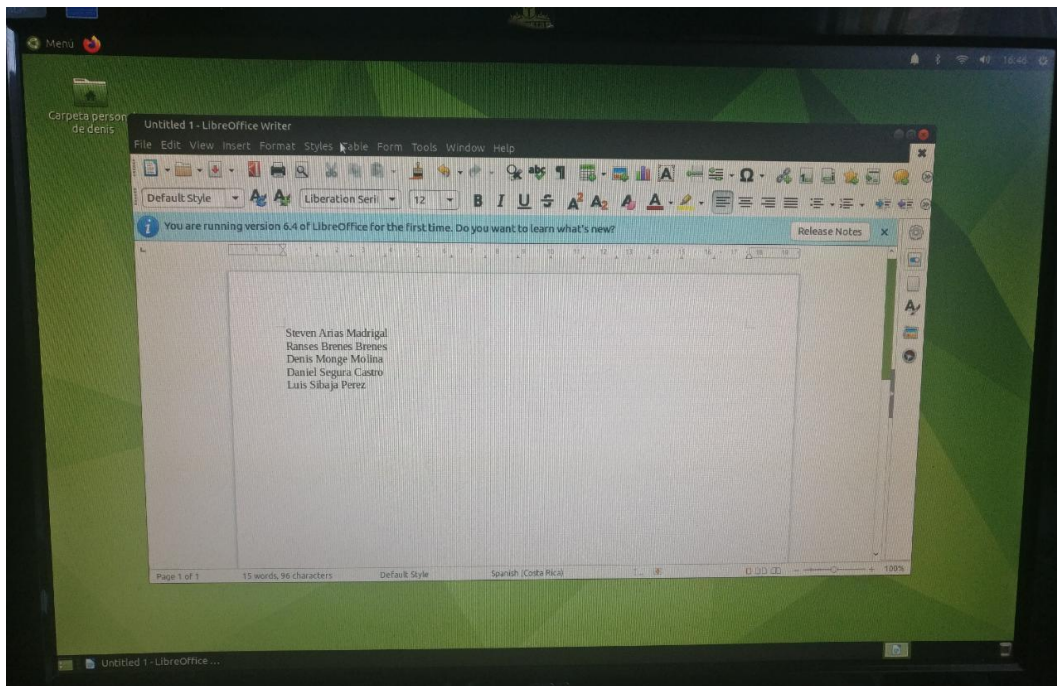 Menú
16:46
Carpeta person
de denis
Untitled 1 - LibreOffice Writer
File Edit View Insert Format Styles Table Form Tools Window Help
Default Style Liberation Seri 12
You are running version 6.4 of LibreOffice for the first time. Do you want to learn what's new? Release Notes
Steven Arias Madrigal
Ranses Brenes Brenes
Denis Monge Molina
Daniel Segura Castro
Luis Sibaja Perez
Page 1 of 1 15 words, 96 characters Default Style Spanish (Costa Rica) 100%
Untitled 1 - LibreOffice ...